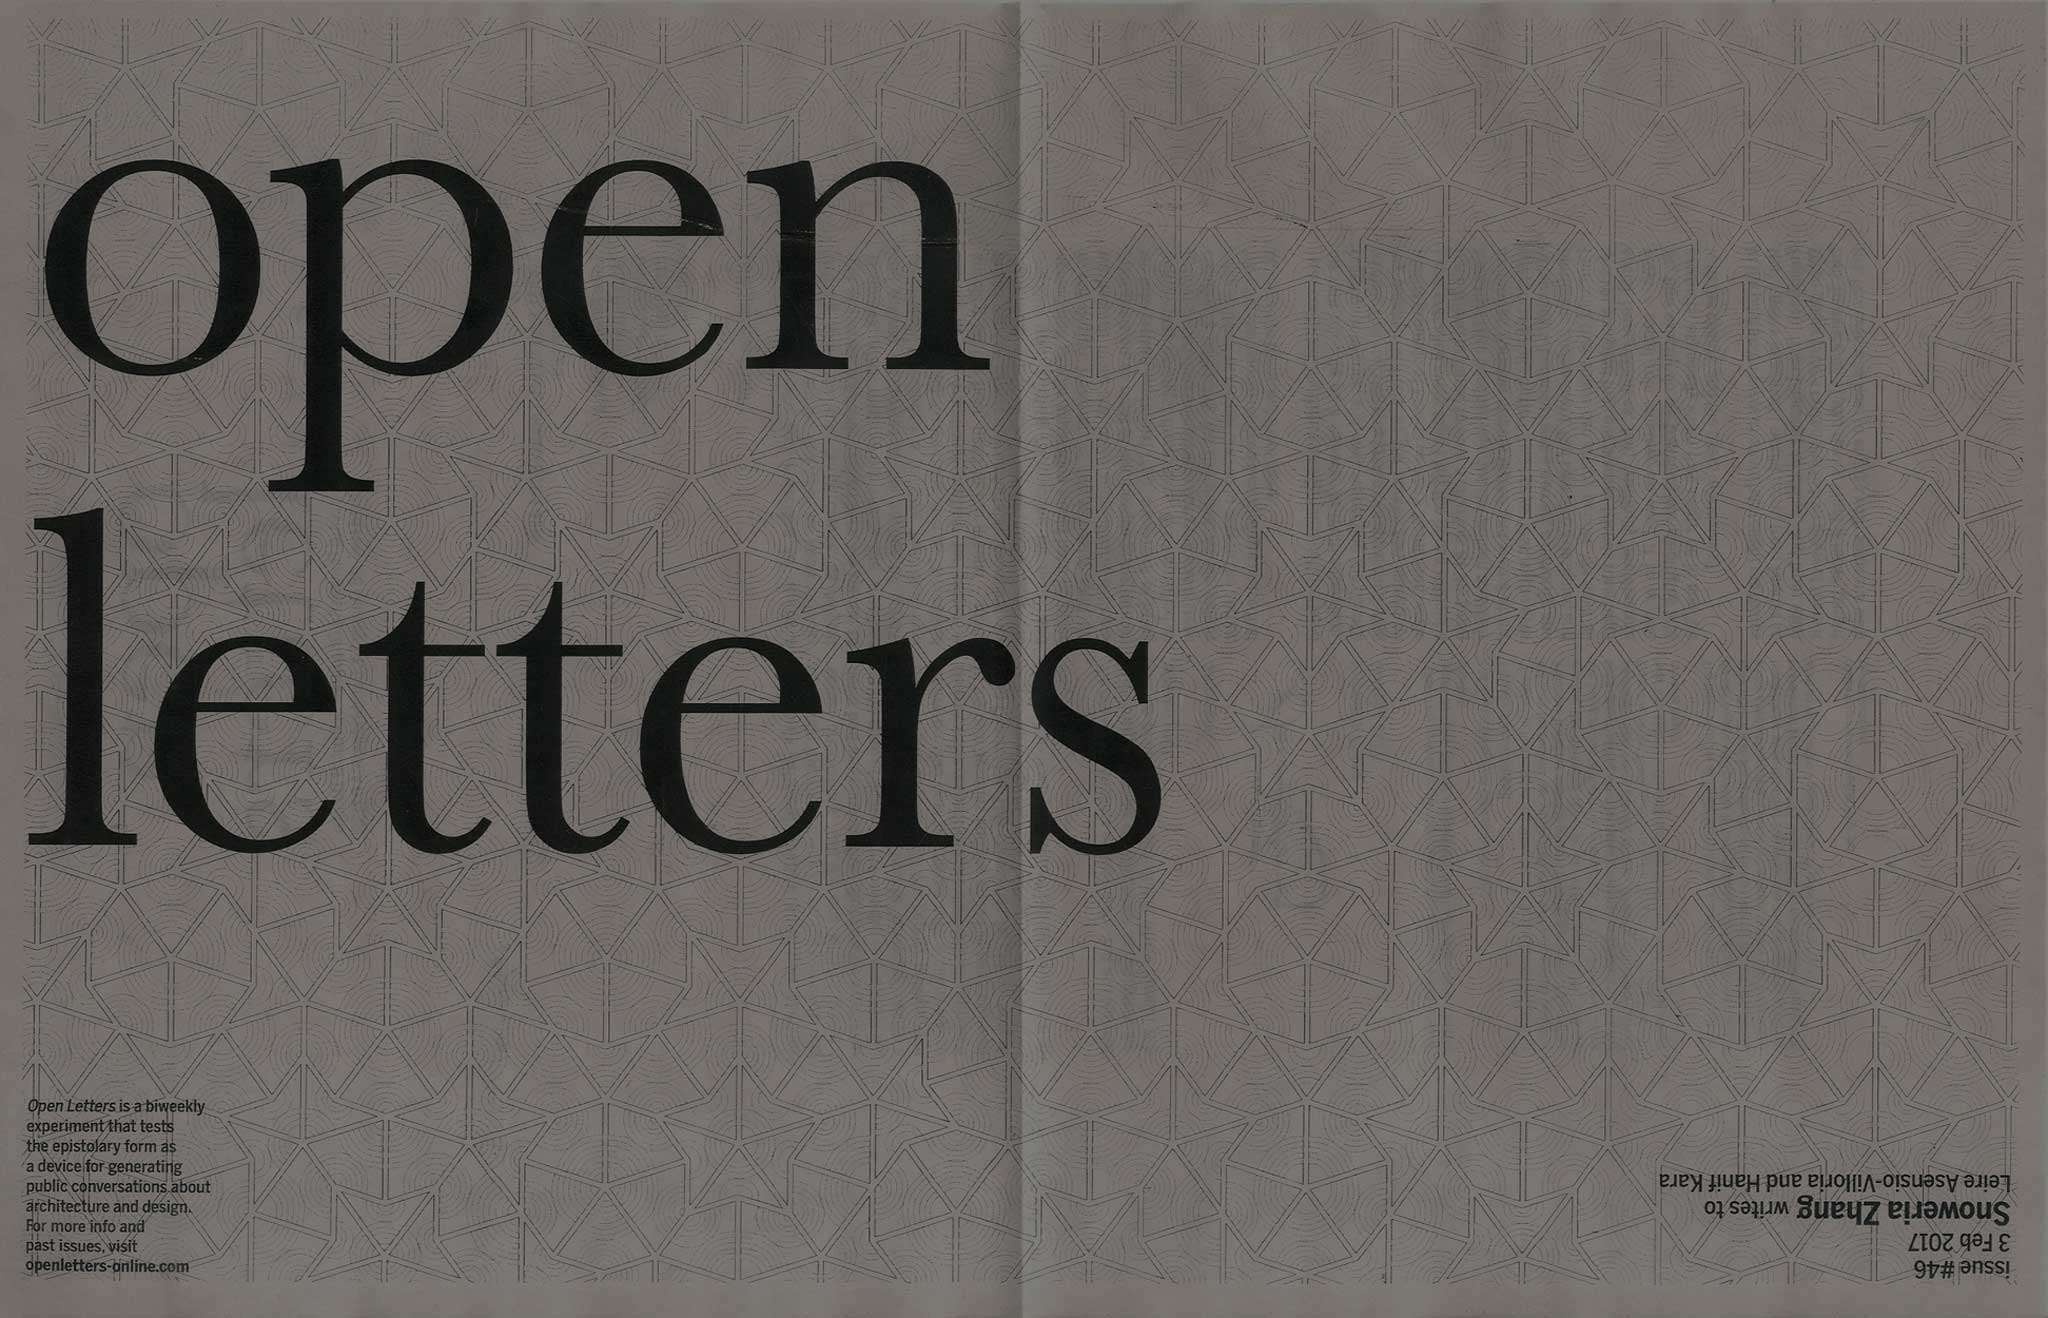 open
letters
Open Letters is a biweekly
experiment that tests
the epistolary form as
a device for generating
public conversations about
architecture and design.
For more info and
past issues, visit
openletters-online.com
issue #46
3 Feb 2017
Snoweria Zhang writes to
Leire Asensio-Villoria and Hanif Kara